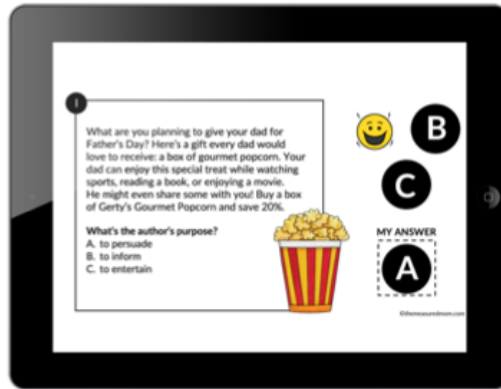 1
What are you planning to give your dad for
Father's Day? Here's a gift every dad would
love to receive: a box of gourmet popcorn. Your
dad can enjoy this special treat while watching
sports, reading a book, or enjoying a movie.
He might even share some with you! Buy a box
of Gerty's Gourmet Popcorn and save 20%.
What's the author's purpose?
A. to persuade
B. to inform
C. to entertain
B
C
MY ANSWER
A
©themeasuredmom.com